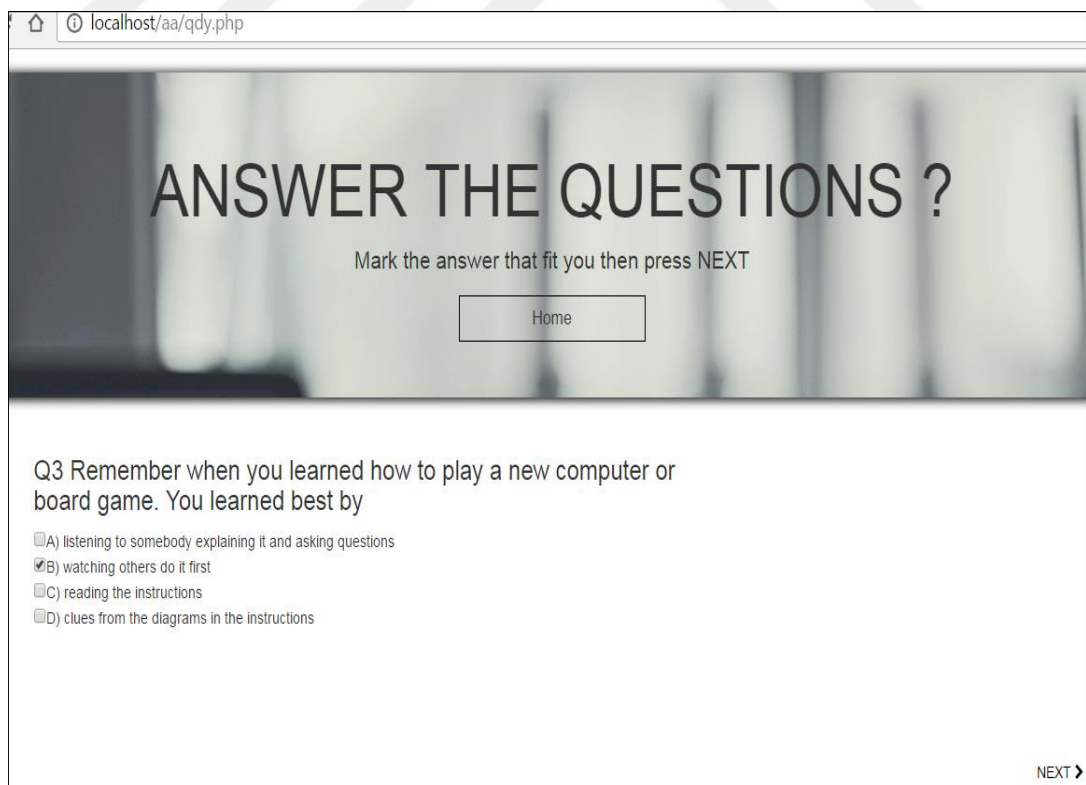 localhost/aa/qdy.php
ANSWER THE QUESTIONS ?
Mark the answer that fit you then press NEXT
Home
Q3 Remember when you learned how to play a new computer or
board game. You learned best by
A) listening to somebody explaining it and asking questions
B) watching others do it first
C) reading the instructions
D) clues from the diagrams in the instructions
NEXT